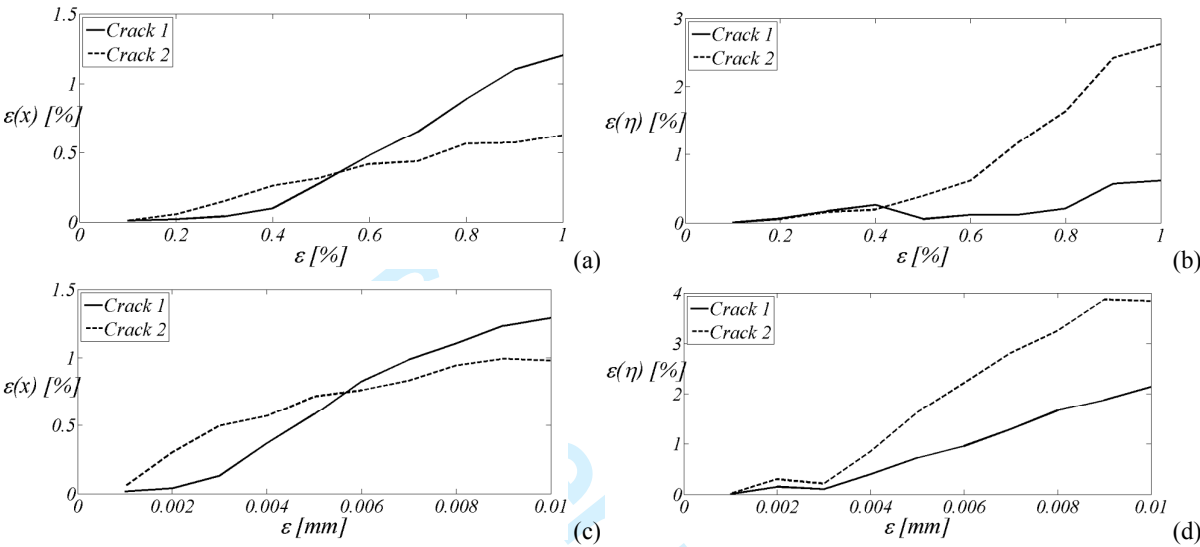 1.5
Crack 1
Crack 2
1
ε(x) [%]
0.5
0
0 0.2 0.4 0.6 0.8 1
ε [%]
(a)
3
Crack 1
Crack 2
2
ε(η) [%]
1
0
0 0.2 0.4 0.6 0.8 1
ε [%]
(b)
1.5
Crack 1
Crack 2
1
ε(x) [%]
0.5
0
0 0.002 0.004 0.006 0.008 0.01
ε [mm]
(c)
4
Crack 1
Crack 2
3
ε(η) [%]
2
1
0
0 0.002 0.004 0.006 0.008 0.01
ε [mm]
(d)